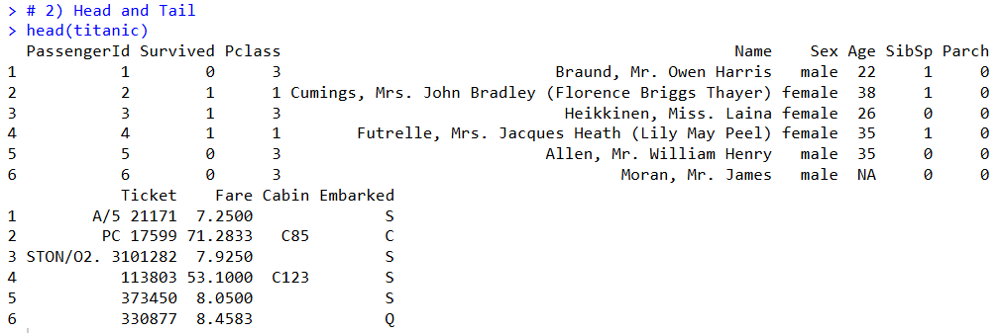 > # 2) Head and Tail
> head(titanic)
  PassengerId Survived Pclass                                                Name    Sex Age SibSp Parch
1           1        0      3                             Braund, Mr. Owen Harris   male  22     1     0
2           2        1      1 Cumings, Mrs. John Bradley (Florence Briggs Thayer) female  38     1     0
3           3        1      3                              Heikkinen, Miss. Laina female  26     0     0
4           4        1      1        Futrelle, Mrs. Jacques Heath (Lily May Peel) female  35     1     0
5           5        0      3                            Allen, Mr. William Henry   male  35     0     0
6           6        0      3                                    Moran, Mr. James   male  NA     0     0
            Ticket    Fare Cabin Embarked
1        A/5 21171  7.2500              S
2         PC 17599 71.2833   C85        C
3 STON/O2. 3101282  7.9250              S
4           113803 53.1000  C123        S
5           373450  8.0500              S
6           330877  8.4583              Q